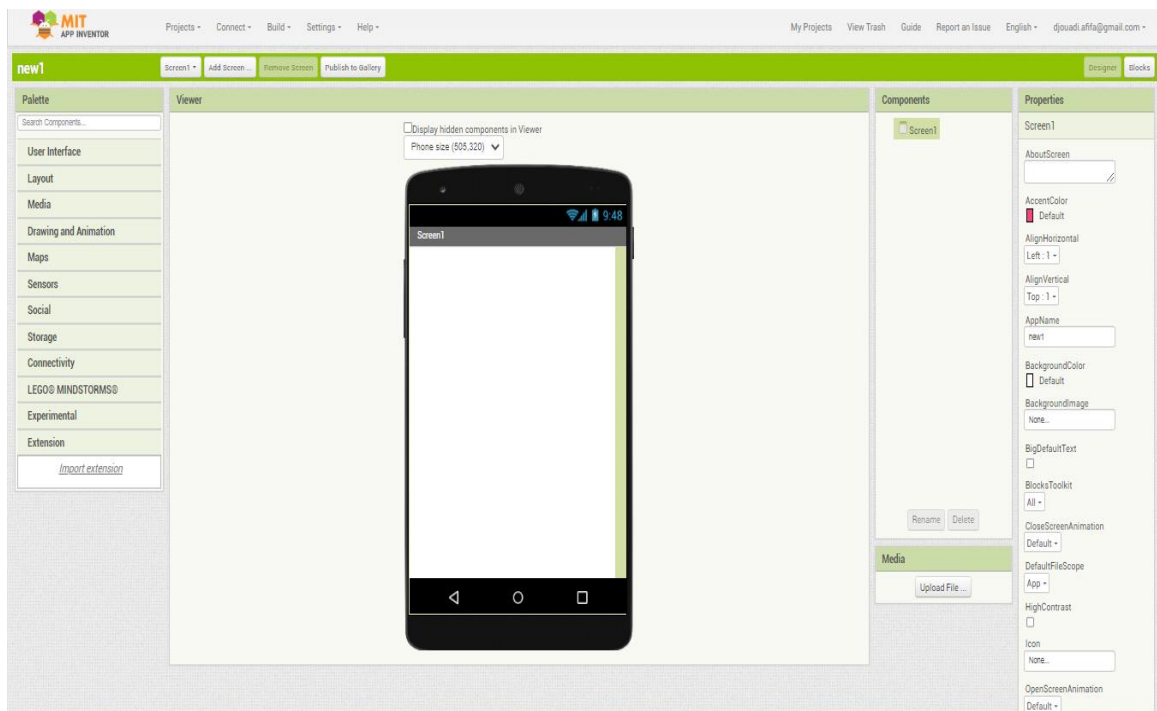 MIT
APP INVENTOR
Projects Connect Build Settings Help
My Projects View Trash Guide Report an Issue English djouadi.afifa@gmail.com
new1
Screen1 Add Screen ... Remove Screen Publish to Gallery
Designer Blocks
Palette
Search Components...
User Interface
Layout
Media
Drawing and Animation
Maps
Sensors
Social
Storage
Connectivity
LEGO® MINDSTORMS®
Experimental
Extension
Import extension
Viewer
Display hidden components in Viewer
Phone size (505,320)
9:48
Screen1
Components
Screen1
Rename Delete
Media
Upload File ...
Properties
Screen1
AboutScreen
AccentColor
Default
AlignHorizontal
Left : 1
AlignVertical
Top : 1
AppName
new1
BackgroundColor
Default
BackgroundImage
None...
BigDefaultText
BlocksToolkit
All
CloseScreenAnimation
Default
DefaultFileScope
App
HighContrast
Icon
None...
OpenScreenAnimation
Default